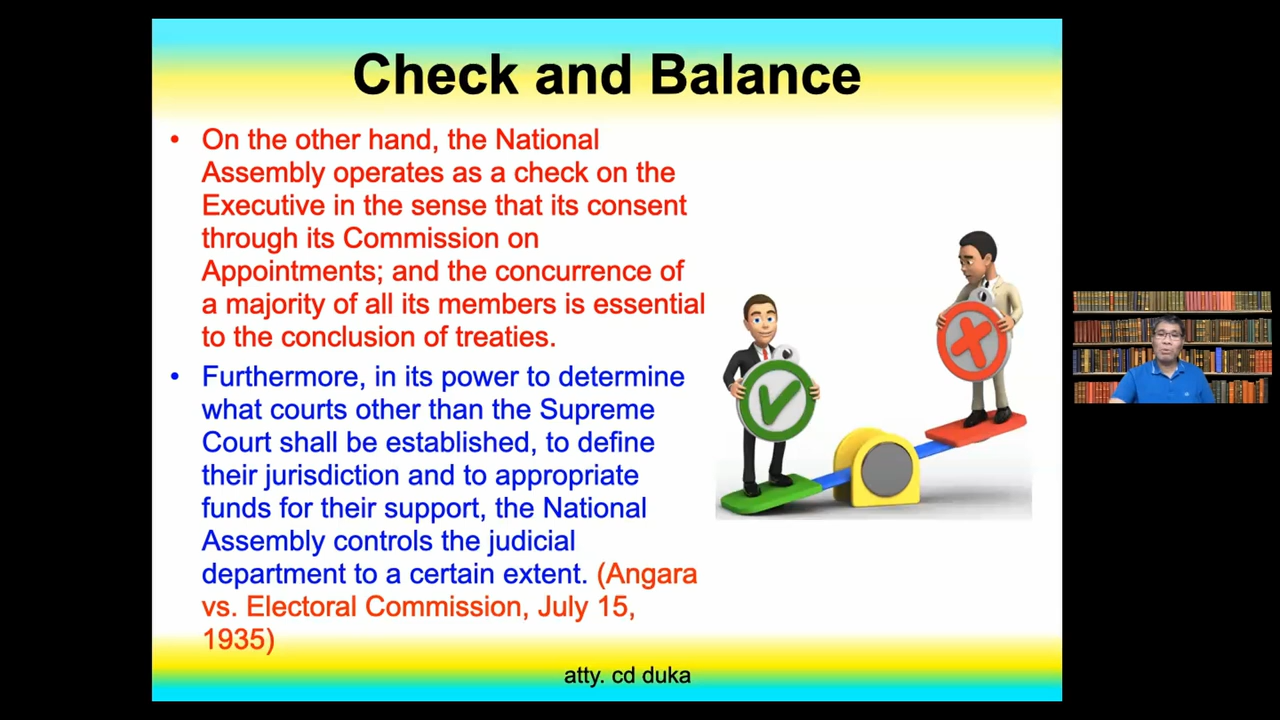 Check and Balance
• On the other hand, the National
Assembly operates as a check on the
Executive in the sense that its consent
through its Commission on
Appointments; and the concurrence of
a majority of all its members is essential
to the conclusion of treaties.
• Furthermore, in its power to determine
what courts other than the Supreme
Court shall be established, to define
their jurisdiction and to appropriate
funds for their support, the National
Assembly controls the judicial
department to a certain extent. (Angara
vs. Electoral Commission, July 15,
1935)
atty. cd duka